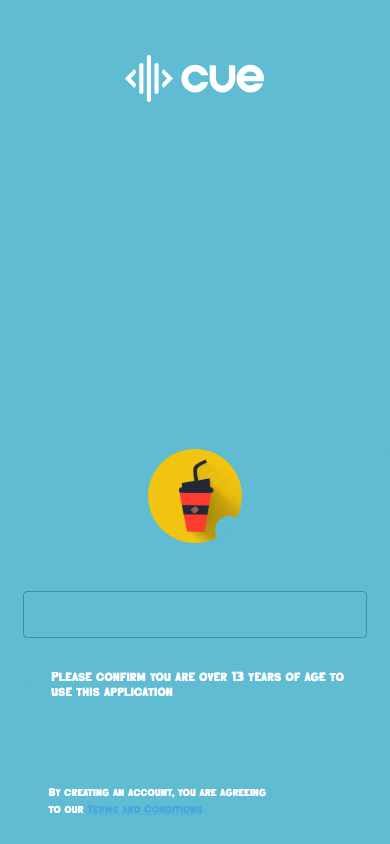 cue
Please confirm you are over 13 years of age to
use this application
By creating an account, you are agreeing
to our Terms and Conditions